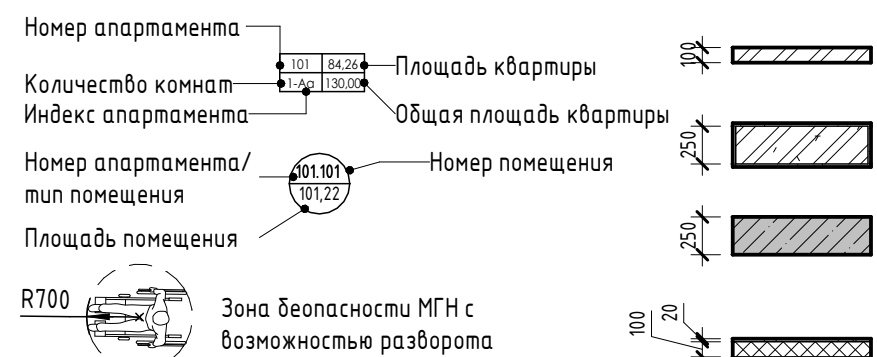 Номер апартамента
101 84,26
Площадь квартиры
100
Количество комнат
1-Аа 130,00
Индекс апартамента
Общая площадь квартиры
250
Номер апартамента/
тип помещения
101.101
101,22
Номер помещения
Площадь помещения
250
R700
Зона беопасности МГН с
возможностью разворота
100
20